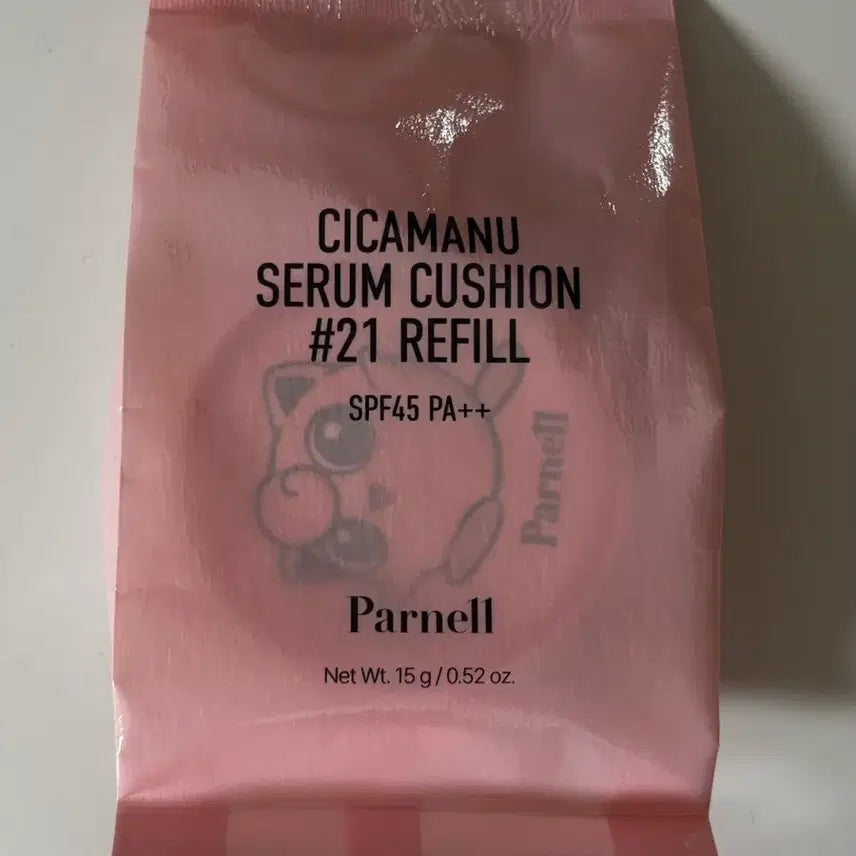 CICAMANU
SERUM CUSHION
#21 REFILL
SPF45 PA++
Parnell
Parnell
Net Wt. 15 g / 0.52 oz.